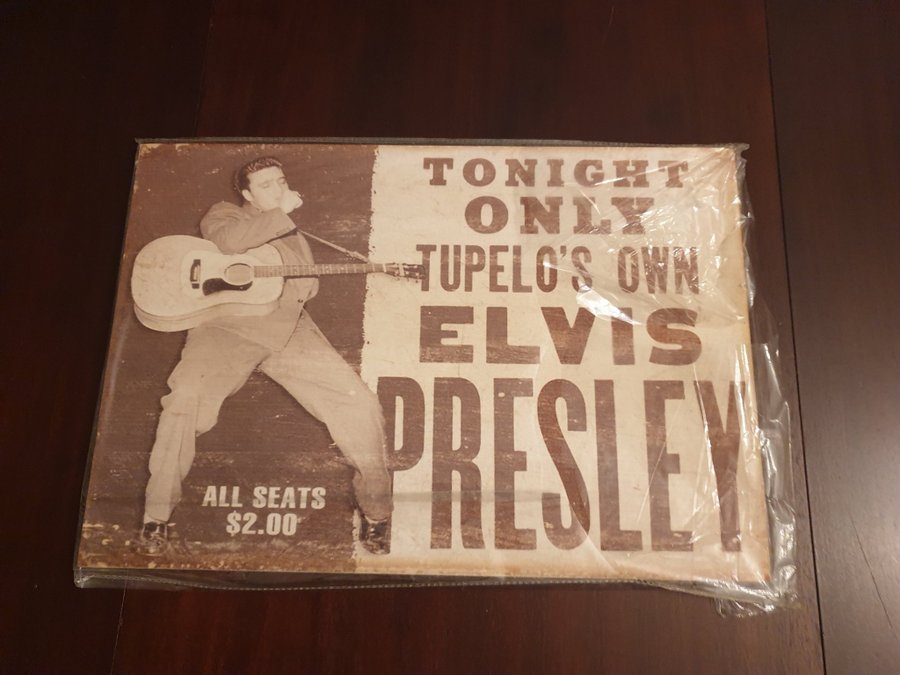 TONIGHT
ONLY
TUPELO'S OWN
ELVIS
PRESLEY
ALL SEATS
$2.00